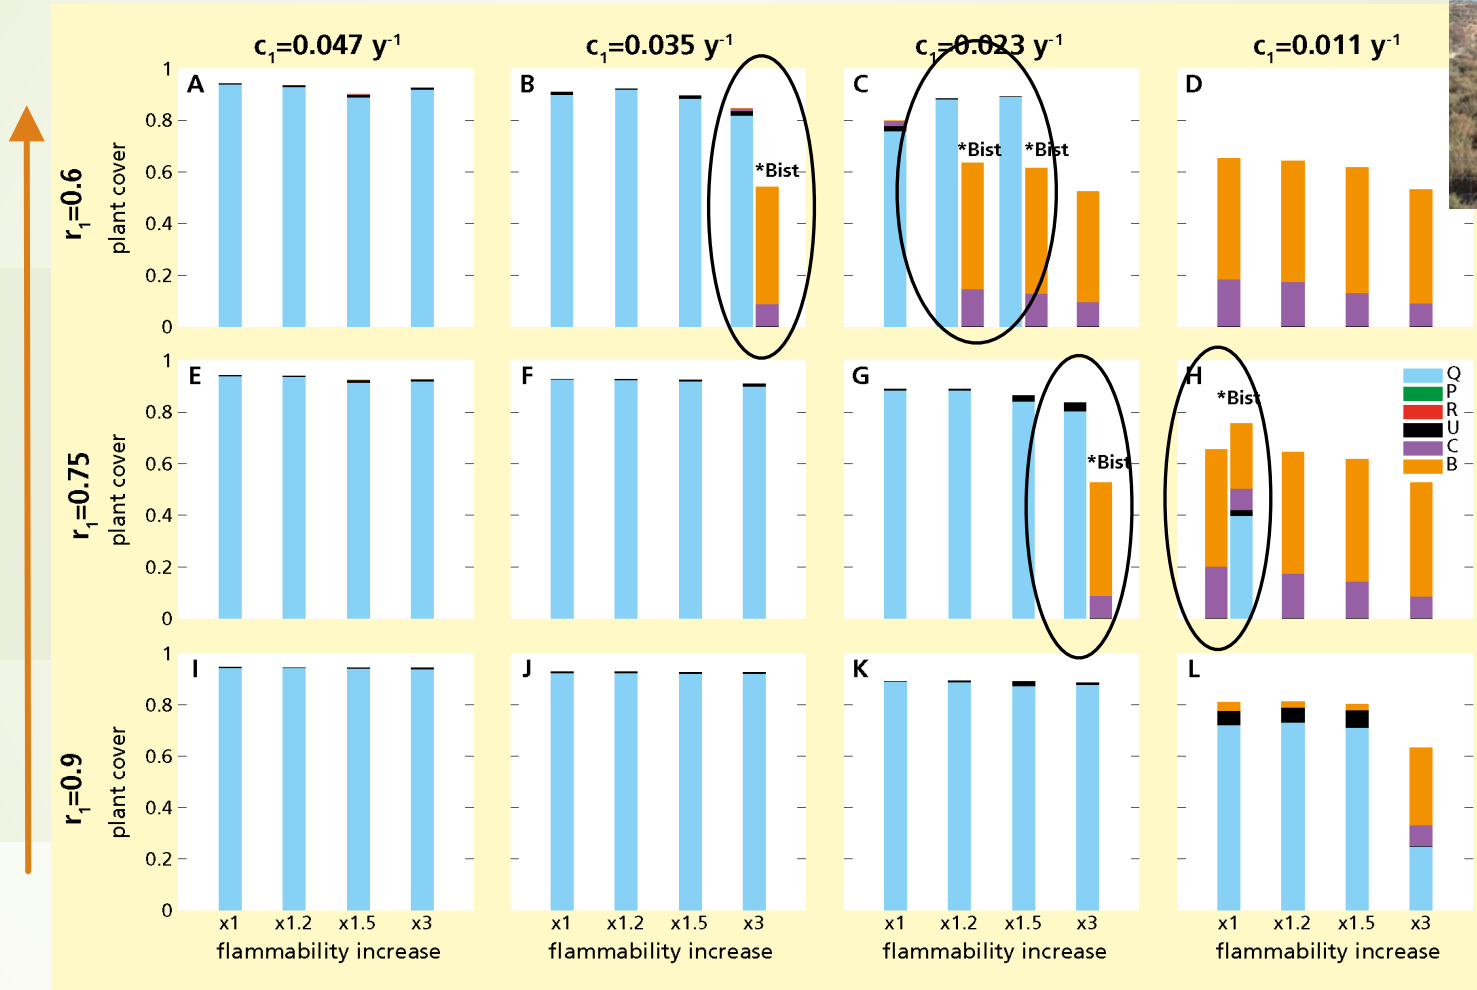 c₁=0.047 y⁻¹ c₁=0.035 y⁻¹ c₁=0.023 y⁻¹ c₁=0.011 y⁻¹
r₁=0.6
plant cover
1
0.8
0.6
0.4
0.2
0
A
B
*Bist
C
*Bist *Bist
D
r₁=0.75
plant cover
1
0.8
0.6
0.4
0.2
0
E
F
G
*Bist
H
*Bist
Q
P
R
U
C
B
r₁=0.9
plant cover
1
0.8
0.6
0.4
0.2
0
I
J
K
L
x1 x1.2 x1.5 x3
flammability increase
x1 x1.2 x1.5 x3
flammability increase
x1 x1.2 x1.5 x3
flammability increase
x1 x1.2 x1.5 x3
flammability increase